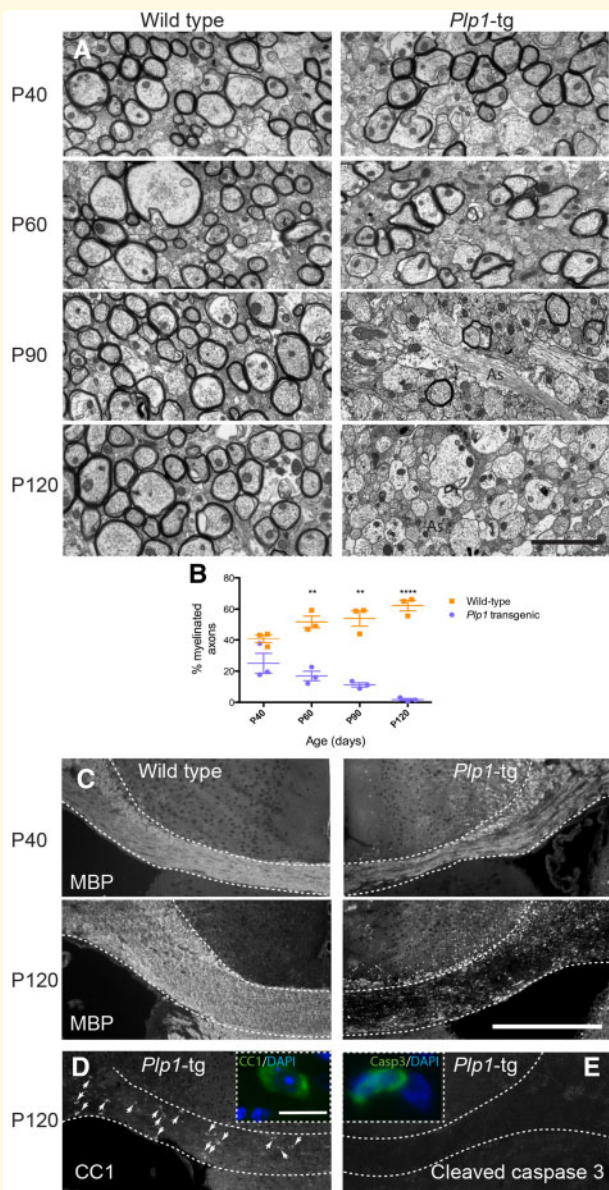 Wild type Plp1-tg
A
P40
P60
P90
As
P120
As
B
80
60
40
20
0
% myelinated
axons
** ** ****
Wild-type
Plp1 transgenic
P40 P60 P90 P120
Age (days)
C Wild type Plp1-tg
P40
MBP
P120
MBP
D Plp1-tg CC1/DAPI Casp3/DAPI Plp1-tg E
P120
CC1 Cleaved caspase 3